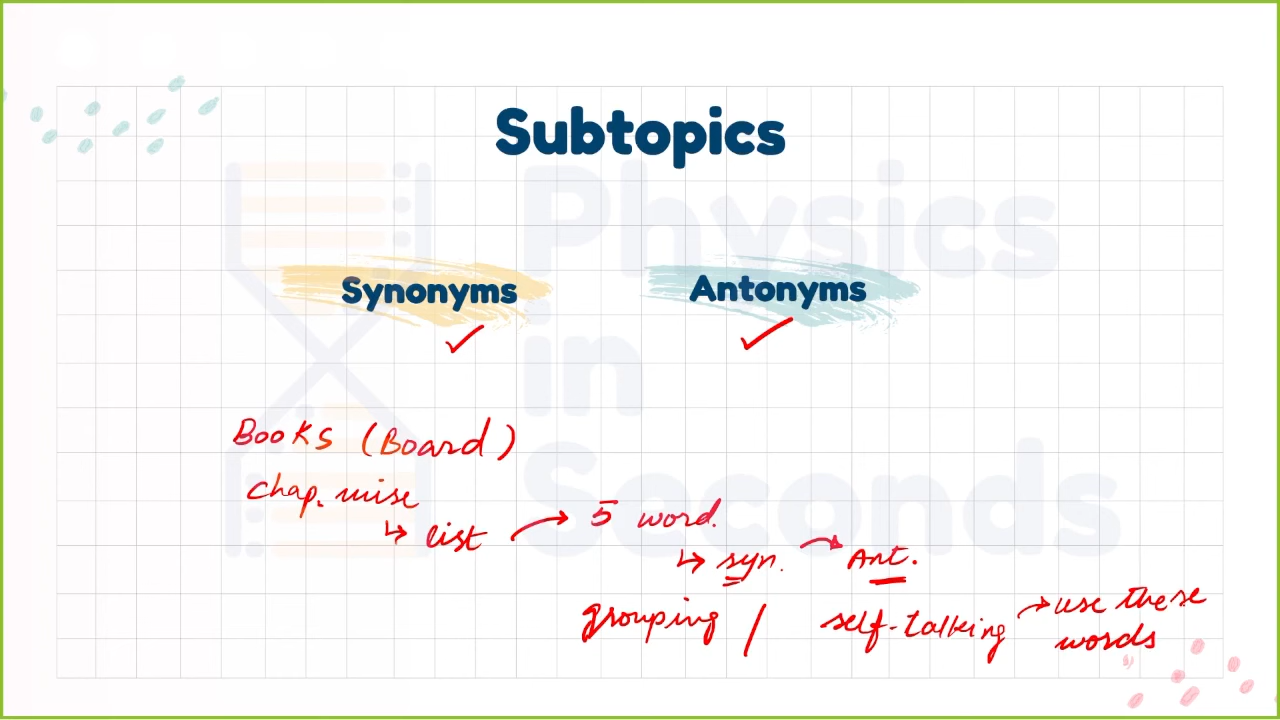 Subtopics
Physics
in
Seconds
Synonyms
Antonyms
Books (Board)
Chap. wise
↳ list → 5 word.
↳ syn. → Ant.
grouping / self-talking → use these
words